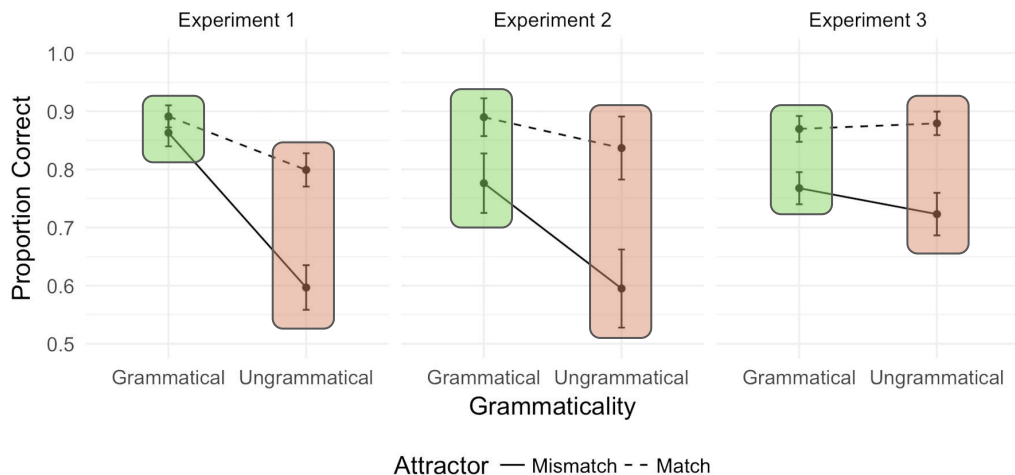 Experiment 1
Experiment 2
Experiment 3
Proportion Correct
1.0
0.9
0.8
0.7
0.6
0.5
Grammatical Ungrammatical
Grammatical Ungrammatical
Grammatical Ungrammatical
Grammaticality
Attractor Mismatch Match